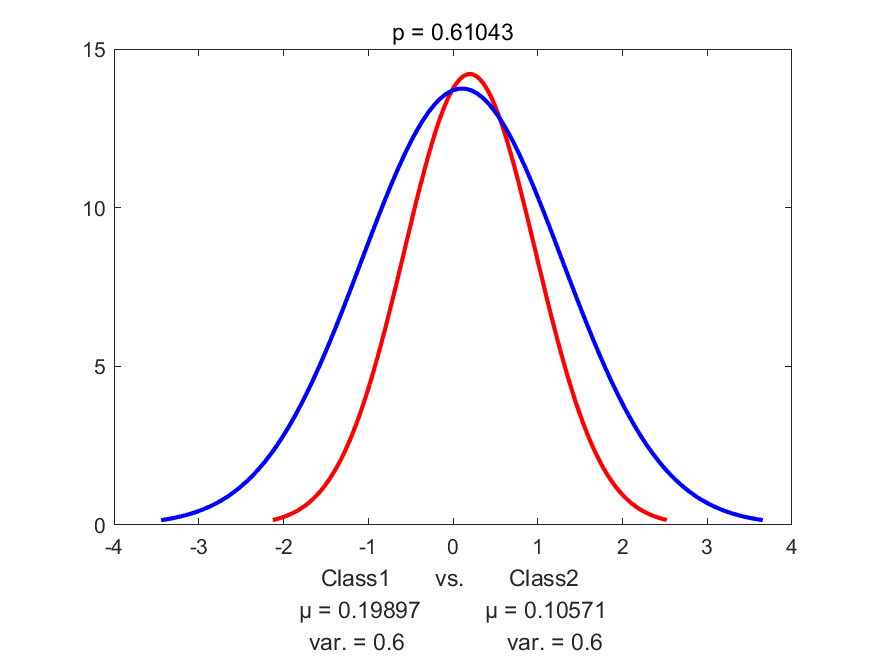 p = 0.61043
15
10
5
0
-4 -3 -2 -1 0 1 2 3 4
Class1 vs. Class2
μ = 0.19897 μ = 0.10571
var. = 0.6 var. = 0.6